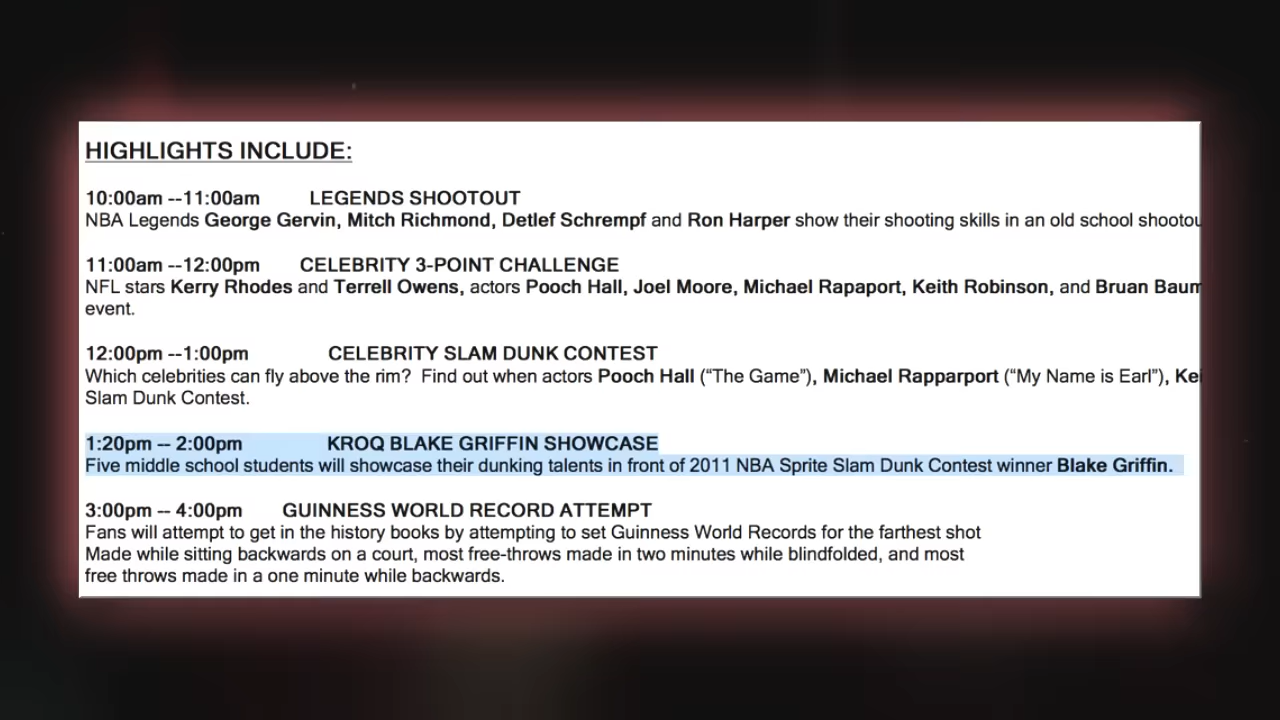 HIGHLIGHTS INCLUDE:
10:00am --11:00am LEGENDS SHOOTOUT
NBA Legends George Gervin, Mitch Richmond, Detlef Schrempf and Ron Harper show their shooting skills in an old school shootou
11:00am --12:00pm CELEBRITY 3-POINT CHALLENGE
NFL stars Kerry Rhodes and Terrell Owens, actors Pooch Hall, Joel Moore, Michael Rapaport, Keith Robinson, and Bruan Baum
event.
12:00pm --1:00pm CELEBRITY SLAM DUNK CONTEST
Which celebrities can fly above the rim? Find out when actors Pooch Hall (“The Game”), Michael Rapparport (“My Name is Earl”), Kei
Slam Dunk Contest.
1:20pm -- 2:00pm KROQ BLAKE GRIFFIN SHOWCASE
Five middle school students will showcase their dunking talents in front of 2011 NBA Sprite Slam Dunk Contest winner Blake Griffin.
3:00pm -- 4:00pm GUINNESS WORLD RECORD ATTEMPT
Fans will attempt to get in the history books by attempting to set Guinness World Records for the farthest shot
Made while sitting backwards on a court, most free-throws made in two minutes while blindfolded, and most
free throws made in a one minute while backwards.